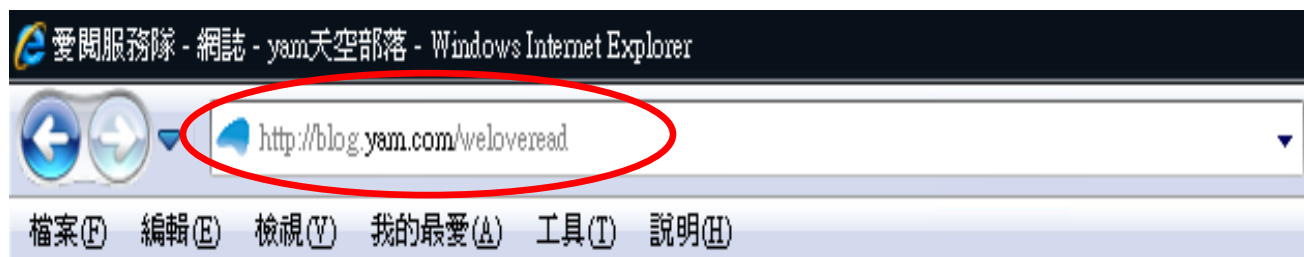 愛閱服務隊 - 網誌 - yam天空部落 - Windows Internet Explorer
http://blog.yam.com/weloveread
檔案(F) 編輯(E) 檢視(V) 我的最愛(A) 工具(T) 說明(H)